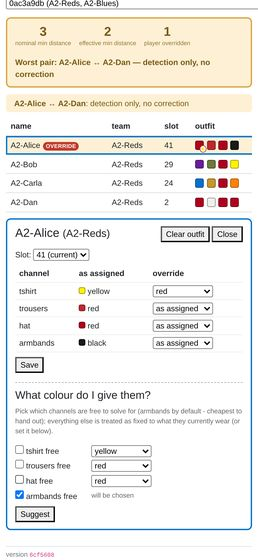 0ac3a9db (A2-Reds, A2-Blues)
3 2 1
nominal min distance effective min distance player overridden
Worst pair: A2-Alice ↔ A2-Dan — detection only, no
correction
A2-Alice ↔ A2-Dan: detection only, no correction
name team slot outfit
A2-Alice OVERRIDE A2-Reds 41
A2-Bob A2-Reds 29
A2-Carla A2-Reds 24
A2-Dan A2-Reds 2
A2-Alice (A2-Reds) Clear outfit Close
Slot: 41 (current)
channel as assigned override
tshirt yellow red
trousers red as assigned
hat red as assigned
armbands black as assigned
Save
What colour do I give them?
Pick which channels are free to solve for (armbands by default - cheapest to
hand out); everything else is treated as fixed to what they currently wear (or
set it below).
tshirt free yellow
trousers free red
hat free red
armbands free will be chosen
Suggest
version 6cf5608